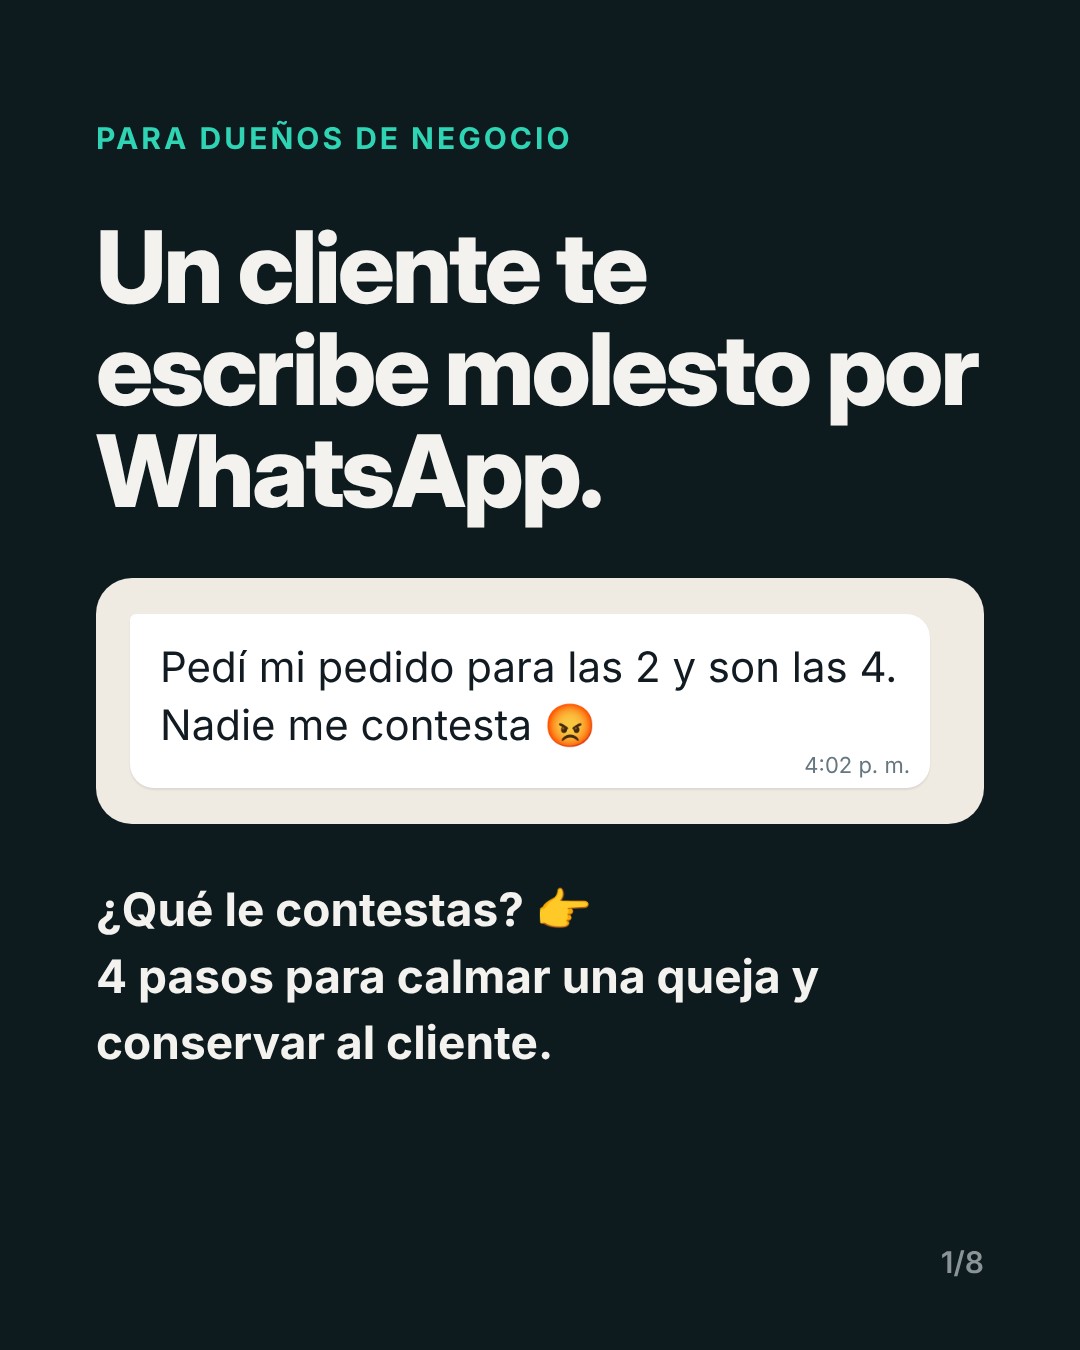 PARA DUEÑOS DE NEGOCIO
Un cliente te
escribe molesto por
WhatsApp.
Pedí mi pedido para las 2 y son las 4.
Nadie me contesta 😡
4:02 p. m.
¿Qué le contestas? 👉
4 pasos para calmar una queja y
conservar al cliente.
1/8